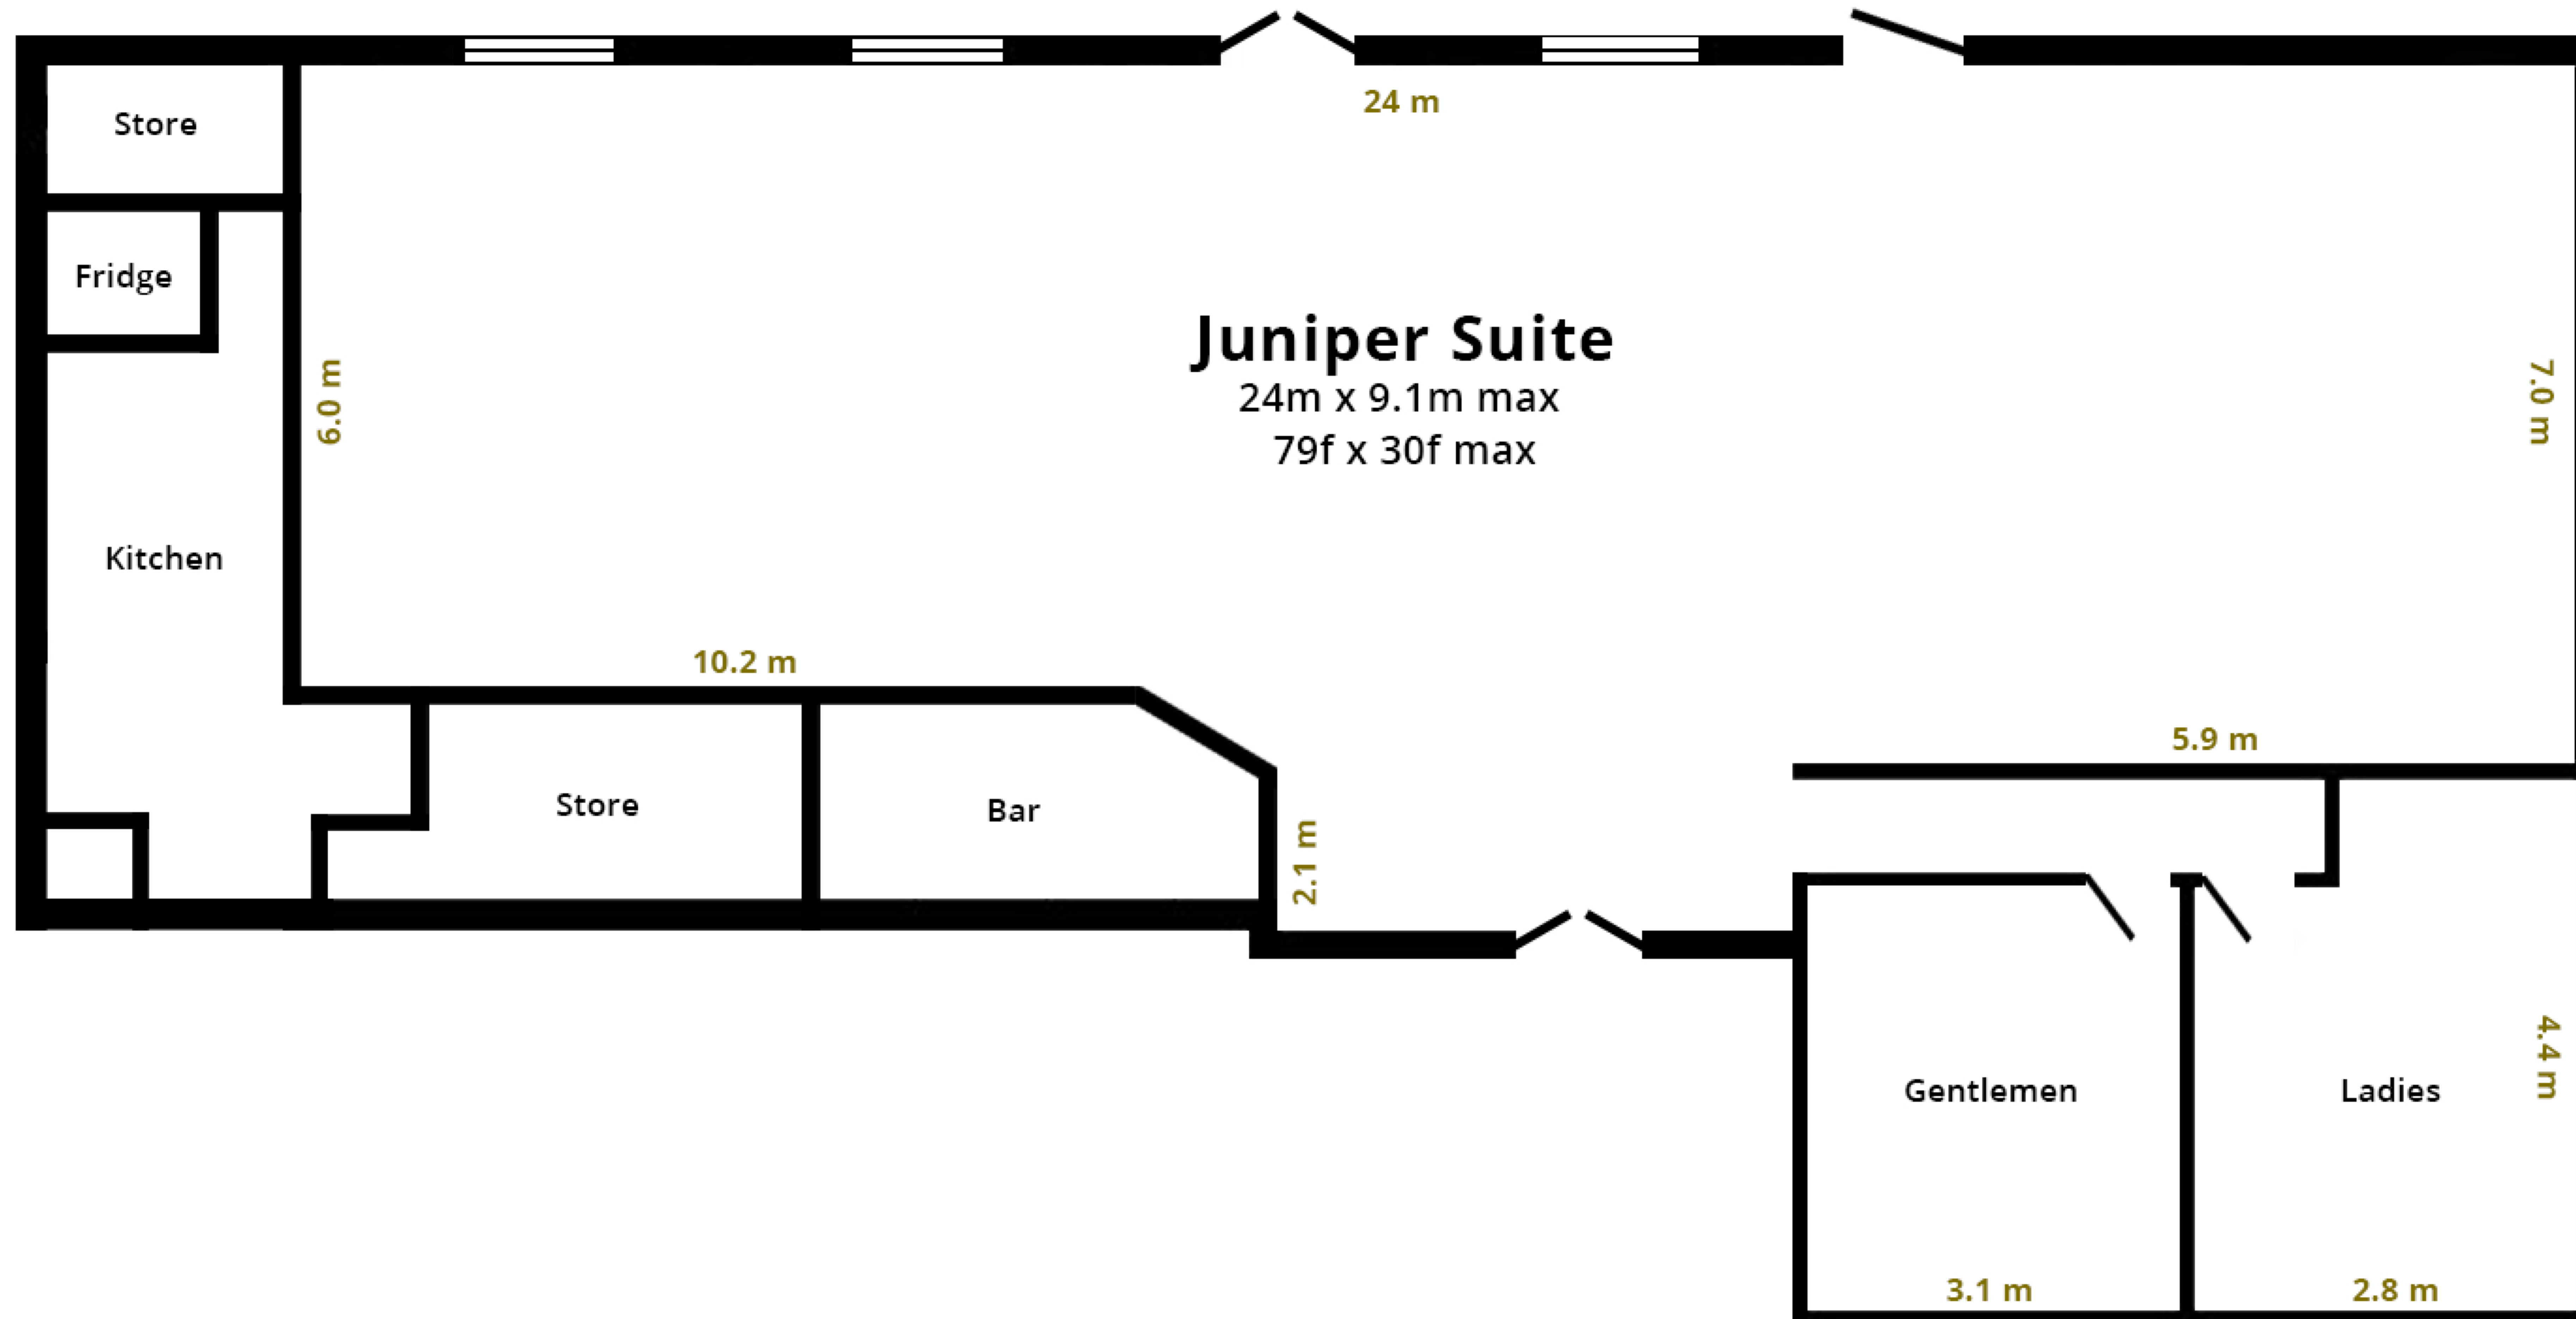 24 m
Store
Fridge
Juniper Suite
24m x 9.1m max
79f x 30f max
6.0 m
7.0 m
Kitchen
10.2 m
5.9 m
Store
Bar
2.1 m
Gentlemen
Ladies
4.4 m
3.1 m
2.8 m